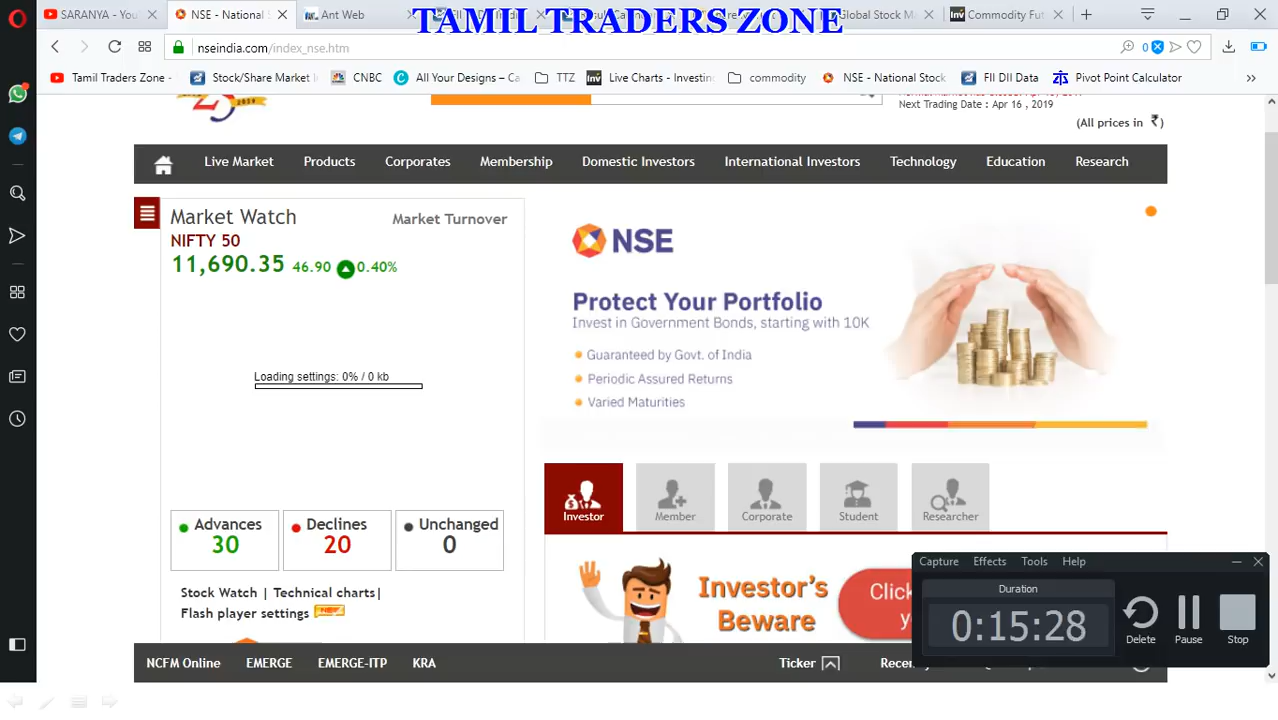 SARANYA - You
NSE - National
Ant Web
Global Stock M
Commodity Fut
TAMIL TRADERS ZONE
nseindia.com/index_nse.htm
0
Tamil Traders Zone -
Stock/Share Market
CNBC
All Your Designs – Ca
TTZ
Live Charts - Investin
commodity
NSE - National Stock
FII DII Data
Pivot Point Calculator
»
Next Trading Date : Apr 16 , 2019
(All prices in ₹)
Live Market
Products
Corporates
Membership
Domestic Investors
International Investors
Technology
Education
Research
Market Watch
Market Turnover
NIFTY 50
11,690.35 46.90 0.40%
NSE
Protect Your Portfolio
Invest in Government Bonds, starting with 10K
Guaranteed by Govt. of India
Periodic Assured Returns
Varied Maturities
Loading settings: 0% / 0 kb
Advances
30
Declines
20
Unchanged
0
Investor
Member
Corporate
Student
Researcher
Stock Watch | Technical charts|
Flash player settings NEW
Investor's
Beware
Click
Capture
Effects
Tools
Help
Duration
0:15:28
Delete
Pause
Stop
NCFM Online
EMERGE
EMERGE-ITP
KRA
Ticker